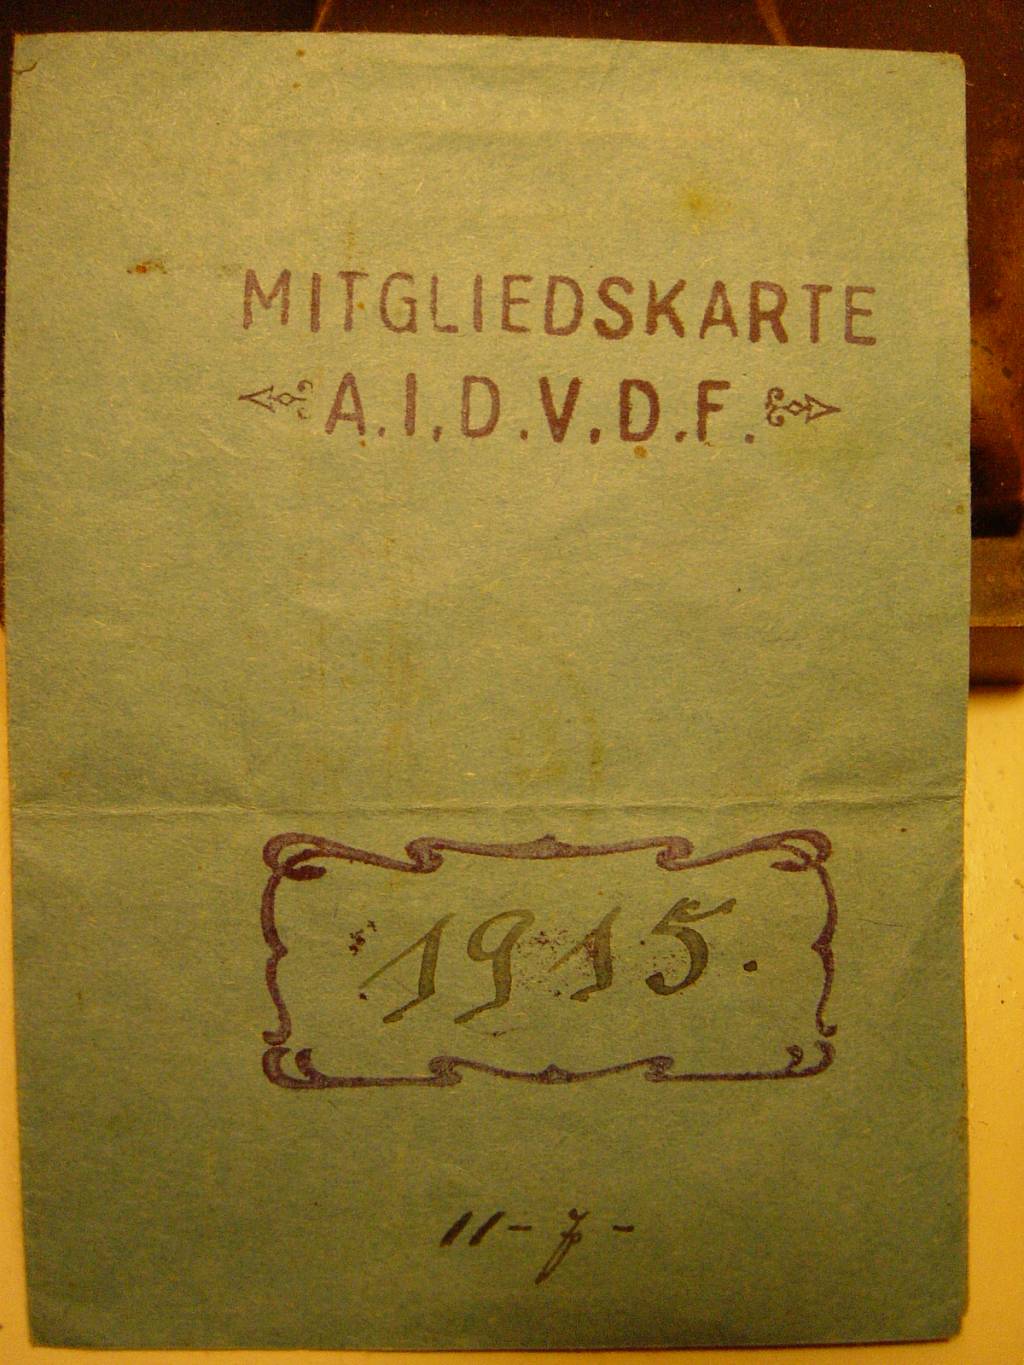 MITGLIEDSKARTE
A.I.D.V.D.F.
1915.
11-7-